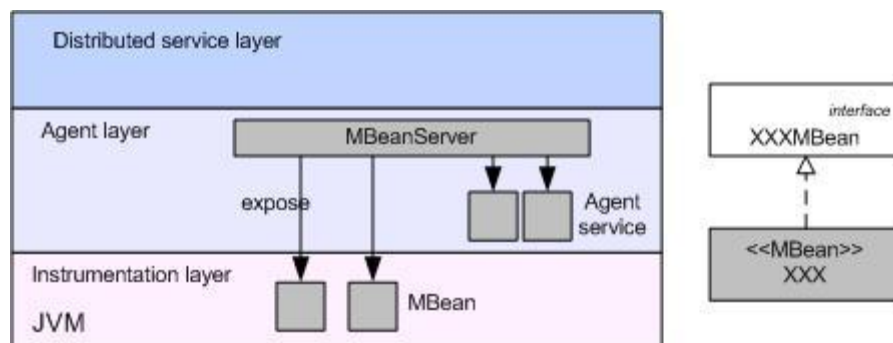 Distributed service layer
Agent layer
MBeanServer
expose
Agent
service
Instrumentation layer
MBean
JVM
interface
XXXMBean
<<MBean>>
XXX